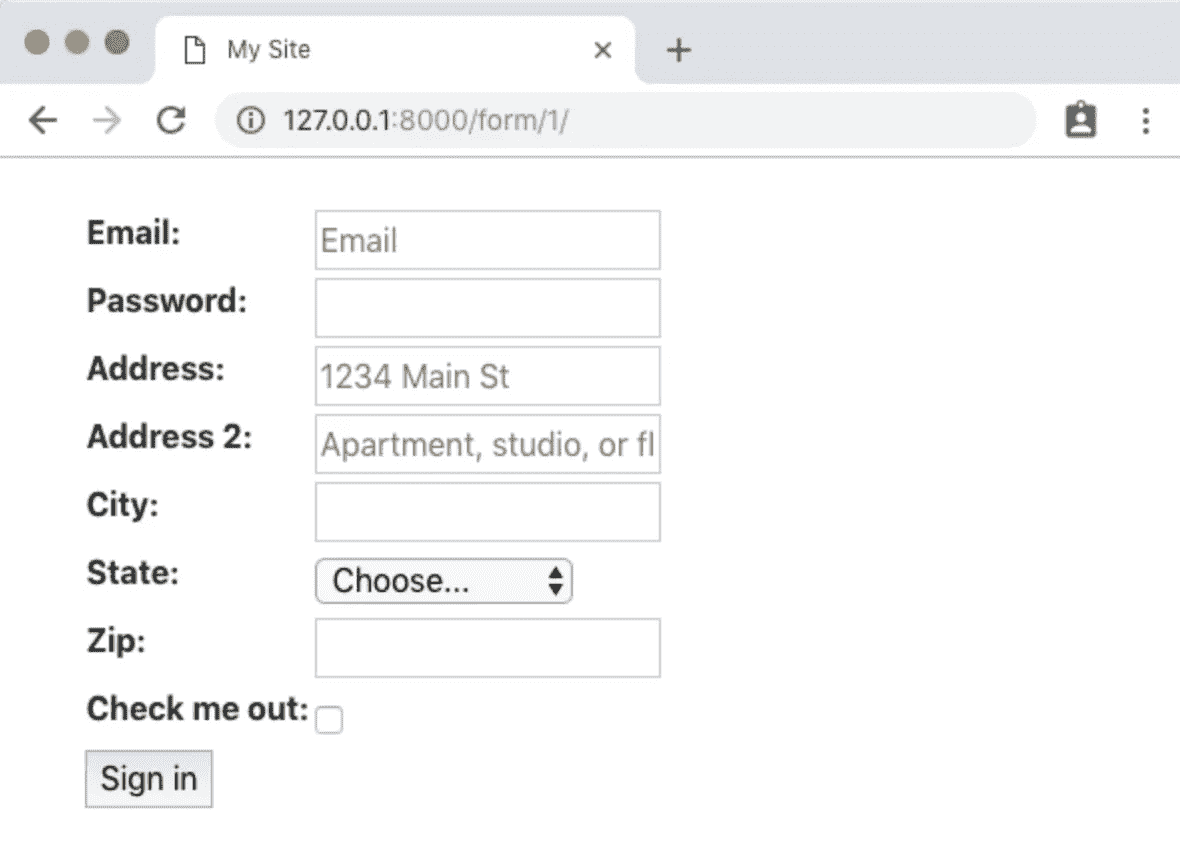 My Site
127.0.0.1:8000/form/1/
Email: Email
Password:
Address: 1234 Main St
Address 2: Apartment, studio, or fl
City:
State: Choose...
Zip:
Check me out:
Sign in